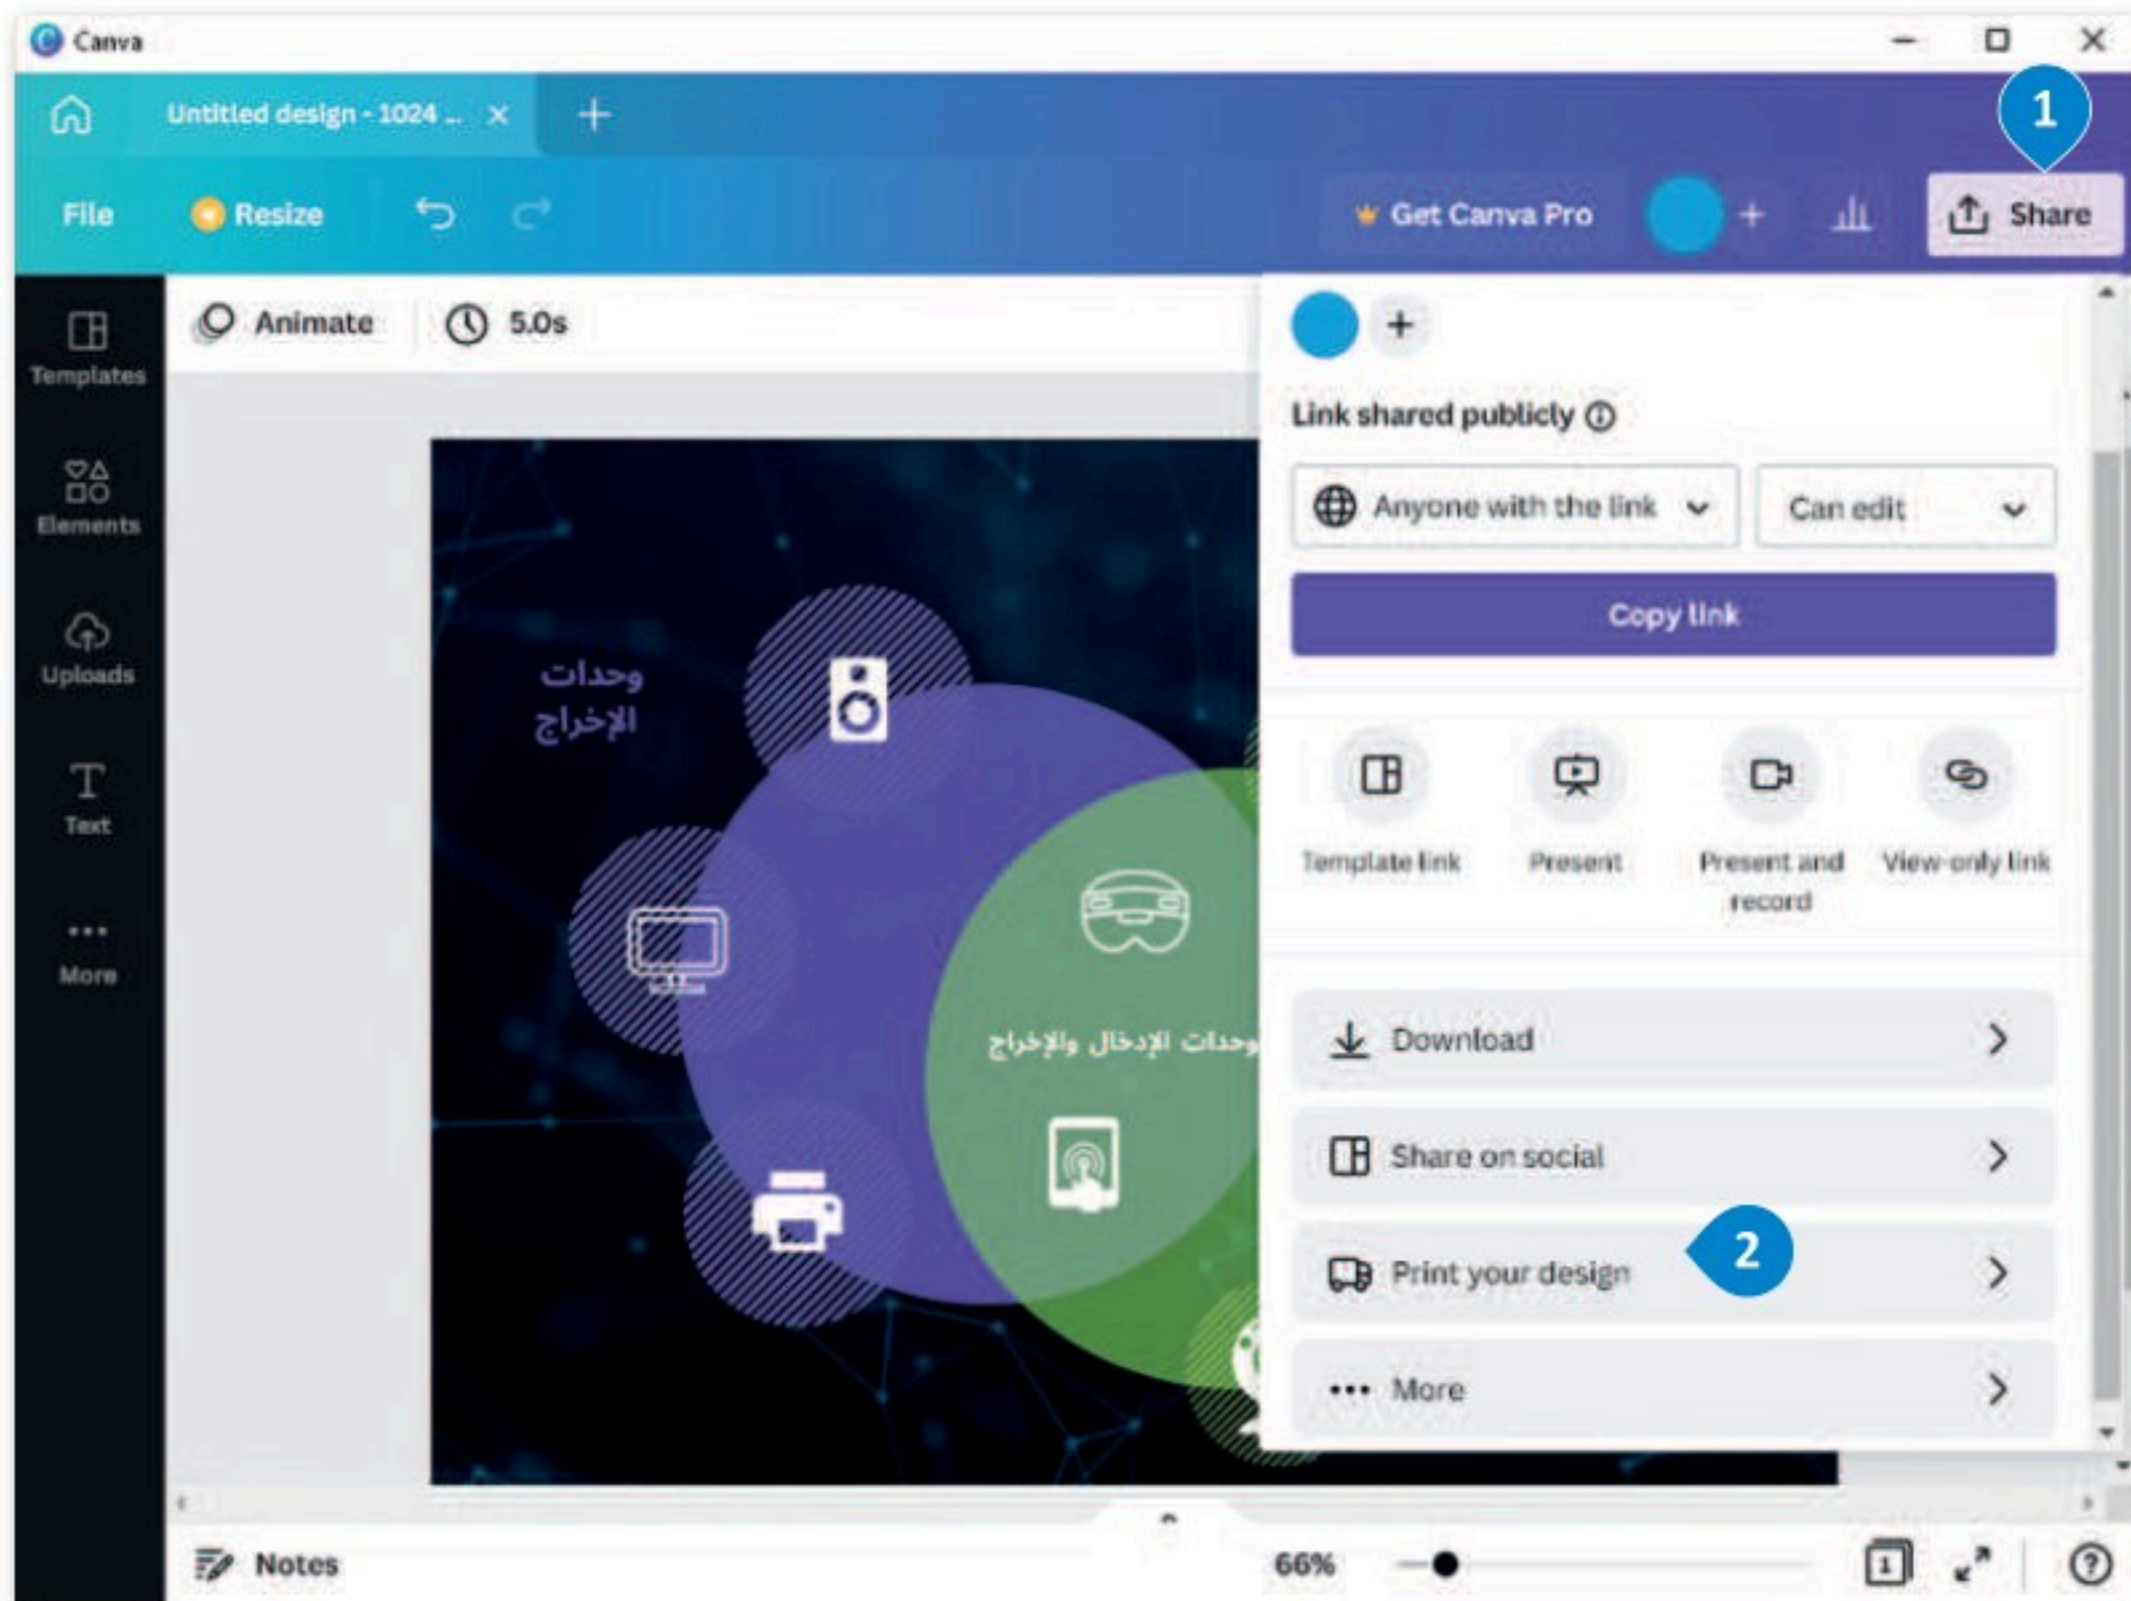 Canva
Untitled design - 1024 ...
1
File
Resize
Get Canva Pro
Share
Animate
5.0s
Templates
Elements
Uploads
Text
More
وحدات
الإخراج
وحدات الإدخال والإخراج
Link shared publicly
Anyone with the link
Can edit
Copy link
Template link
Present
Present and
record
View-only link
Download
Share on social
Print your design
2
More
Notes
66%
1